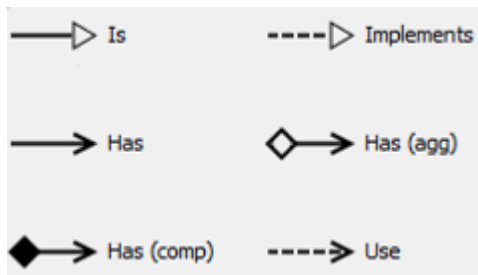 Is
Implements
Has
Has (agg)
Has (comp)
Use